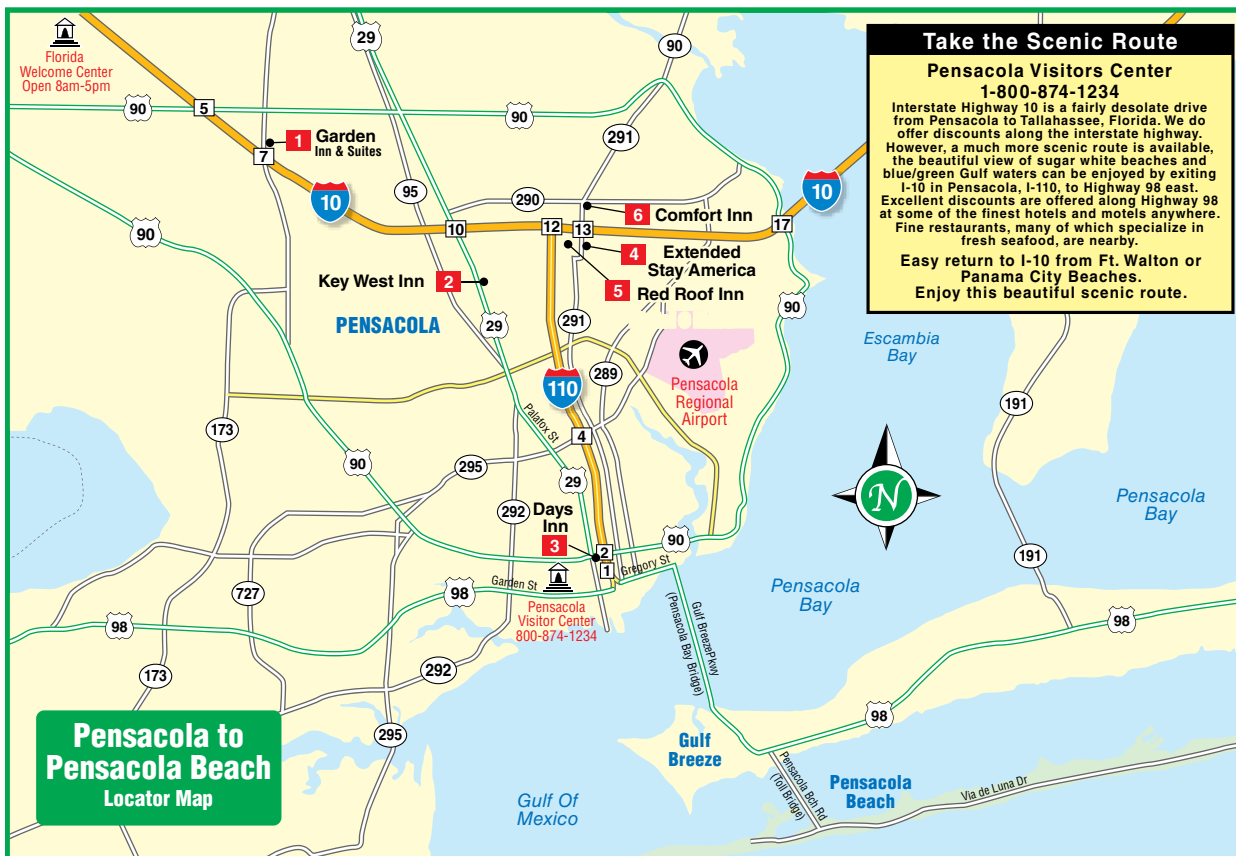 Florida
Welcome Center
Open 8am-5pm
29
90
90
5
90
7
1
Garden
Inn & Suites
10
95
291
290
6
Comfort Inn
10
12
13
17
10
4
Extended
Stay America
5
Red Roof Inn
Key West Inn
2
90
PENSACOLA
29
291
90
110
289
Pensacola
Regional
Airport
Palafox St
4
173
90
295
29
292
Days
Inn
3
2
1
90
Gregory St
Garden St
727
98
98
Pensacola
Visitor Center
800-874-1234
173
292
295
Gulf BreezePkwy
(Pensacola Bay Bridge)
Take the Scenic Route
Pensacola Visitors Center
1-800-874-1234
Interstate Highway 10 is a fairly desolate drive
from Pensacola to Tallahassee, Florida. We do
offer discounts along the interstate highway.
However, a much more scenic route is available,
the beautiful view of sugar white beaches and
blue/green Gulf waters can be enjoyed by exiting
I-10 in Pensacola, I-110, to Highway 98 east.
Excellent discounts are offered along Highway 98
at some of the finest hotels and motels anywhere.
Fine restaurants, many of which specialize in
fresh seafood, are nearby.
Easy return to I-10 from Ft. Walton or
Panama City Beaches.
Enjoy this beautiful scenic route.
Escambia
Bay
191
N
Pensacola
Bay
191
Pensacola
Bay
98
98
Gulf
Breeze
Pensacola Bch Rd
(Toll Bridge)
Pensacola
Beach
Via de Luna Dr
Gulf Of
Mexico
Pensacola to
Pensacola Beach
Locator Map